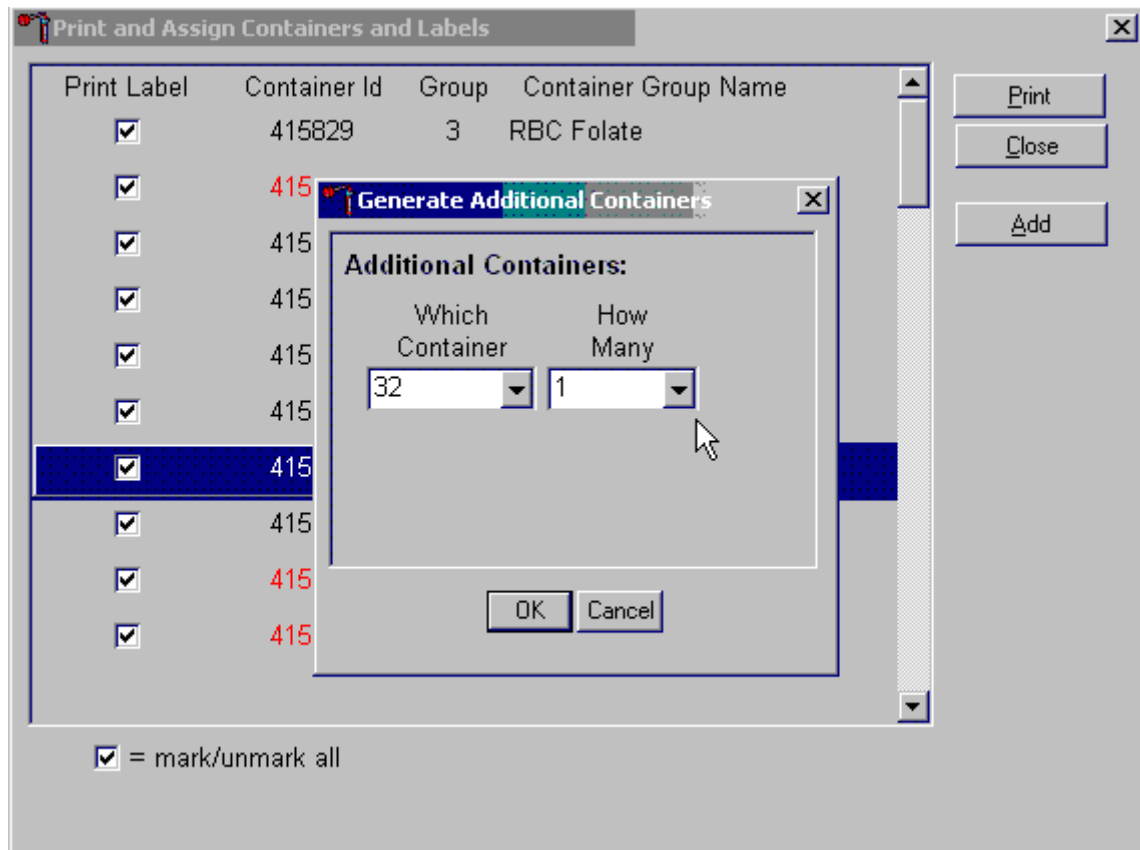 Print and Assign Containers and Labels
Print Label Container Id Group Container Group Name
415829 3 RBC Folate
415
415
415
415
415
415
415
415
415
Generate Additional Containers
Additional Containers:
Which Container
How Many
32
1
OK Cancel
Print
Close
Add
= mark/unmark all